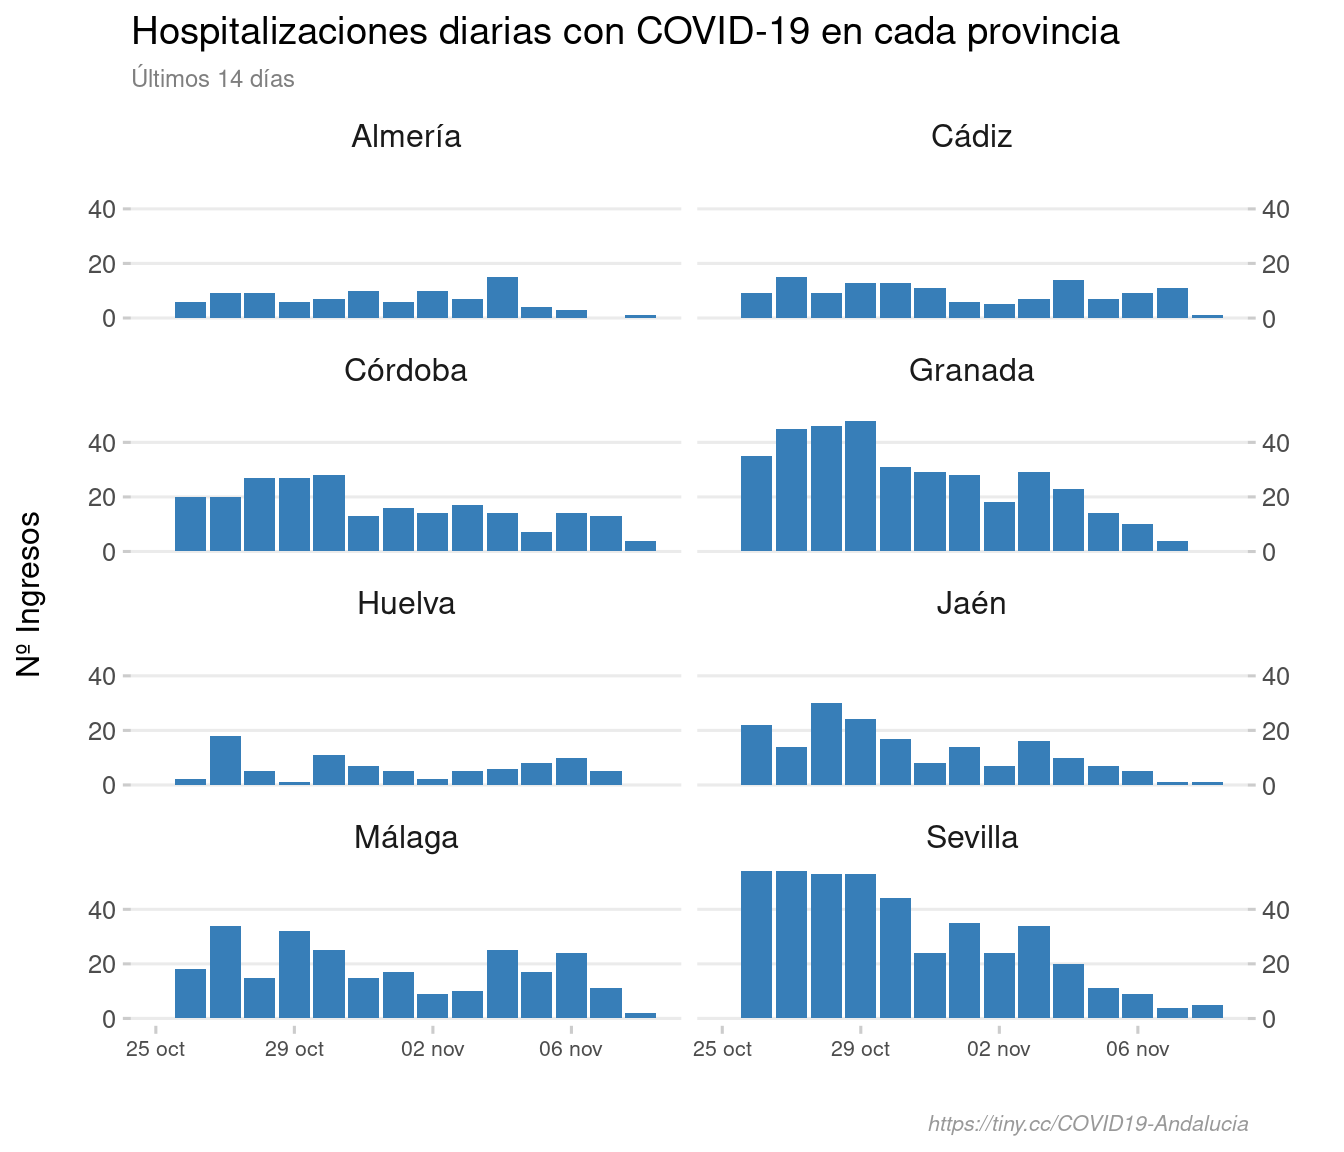 Hospitalizaciones diarias con COVID-19 en cada provincia
Últimos 14 días
Almería
Cádiz
40
20
0
40
20
0
Córdoba
Granada
40
20
0
40
20
0
Nº Ingresos
Huelva
Jaén
40
20
0
40
20
0
Málaga
Sevilla
40
20
0
40
20
0
25 oct 29 oct 02 nov 06 nov
25 oct 29 oct 02 nov 06 nov
https://tiny.cc/COVID19-Andalucia